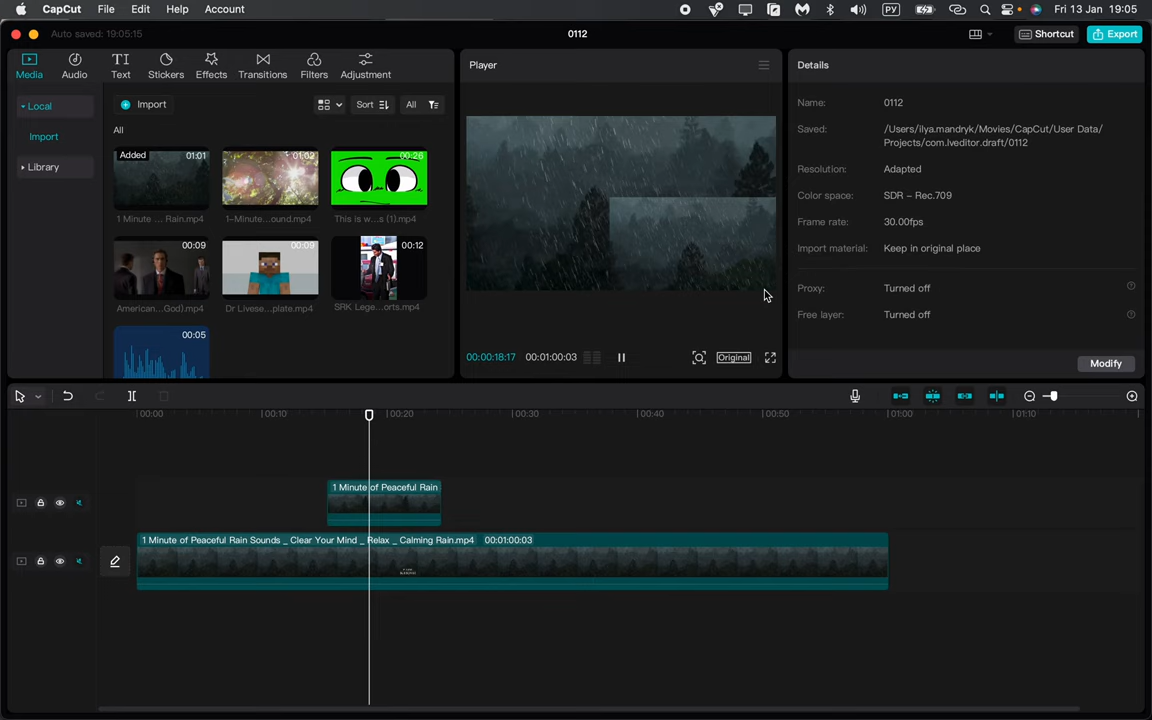 CapCut File Edit Help Account РУ Fri 13 Jan 19:05
Auto saved: 19:05:15 0112 Shortcut Export
Media Audio Text Stickers Effects Transitions Filters Adjustment
Player
Details
Local
Import
Library
Import Sort All
All
Added 01:01
1 Minute ... Rain.mp4
01:02
1-Minute...ound.mp4
00:26
This is w...s (1).mp4
00:09
American...God).mp4
00:09
Dr Livese...plate.mp4
00:12
SRK Lege...orts.mp4
00:05
00:00:18:17 00:01:00:03 Original
Name: 0112
Saved: /Users/ilya.mandryk/Movies/CapCut/User Data/
Projects/com.lveditor.draft/0112
Resolution: Adapted
Color space: SDR – Rec.709
Frame rate: 30.00fps
Import material: Keep in original place
Proxy: Turned off
Free layer: Turned off
Modify
00:00 00:10 00:20 00:30 00:40 00:50 01:00 01:10
1 Minute of Peaceful Rain
1 Minute of Peaceful Rain Sounds _ Clear Your Mind _ Relax _ Calming Rain.mp4 00:01:00:03